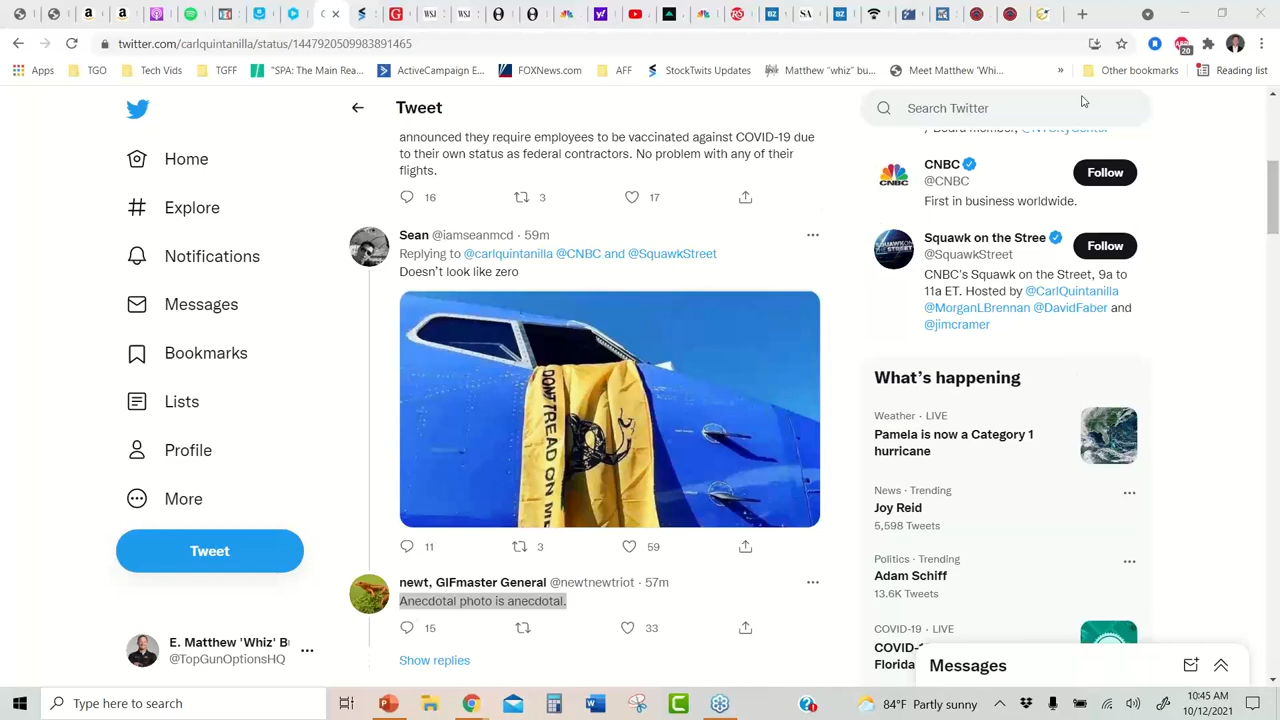 twitter.com/carlquintanilla/status/1447920509983891465
20
Apps
TGO
Tech Vids
TGFF
"SPA: The Main Rea...
ActiveCampaign E...
FOXNews.com
AFF
StockTwits Updates
Matthew "whiz" bu...
Meet Matthew 'Whi...
»
Other bookmarks
Reading list
Home
Explore
Notifications
Messages
Bookmarks
Lists
Profile
More
Tweet
E. Matthew 'Whiz' B
@TopGunOptionsHQ
Tweet
announced they require employees to be vaccinated against COVID-19 due
to their own status as federal contractors. No problem with any of their
flights.
16 3 17
Sean @iamseanmcd · 59m
Replying to @carlquintanilla @CNBC and @SquawkStreet
Doesn't look like zero
DON'T TREAD ON ME
11 3 59
newt, GIFmaster General @newtnewtriot · 57m
Anecdotal photo is anecdotal.
15 33
Show replies
Search Twitter
/ Board member, @NYCityCenter
CNBC
@CNBC
Follow
First in business worldwide.
CNBC
Squawk on the Stree
@SquawkStreet
Follow
CNBC's Squawk on the Street, 9a to
11a ET. Hosted by @CarlQuintanilla
@MorganLBrennan @DavidFaber and
@jimcramer
What's happening
Weather · LIVE
Pamela is now a Category 1
hurricane
News · Trending
Joy Reid
5,598 Tweets
Politics · Trending
Adam Schiff
13.6K Tweets
COVID-19 · LIVE
COVID-
Florida
Messages
Type here to search
84°F Partly sunny
10:45 AM
10/12/2021